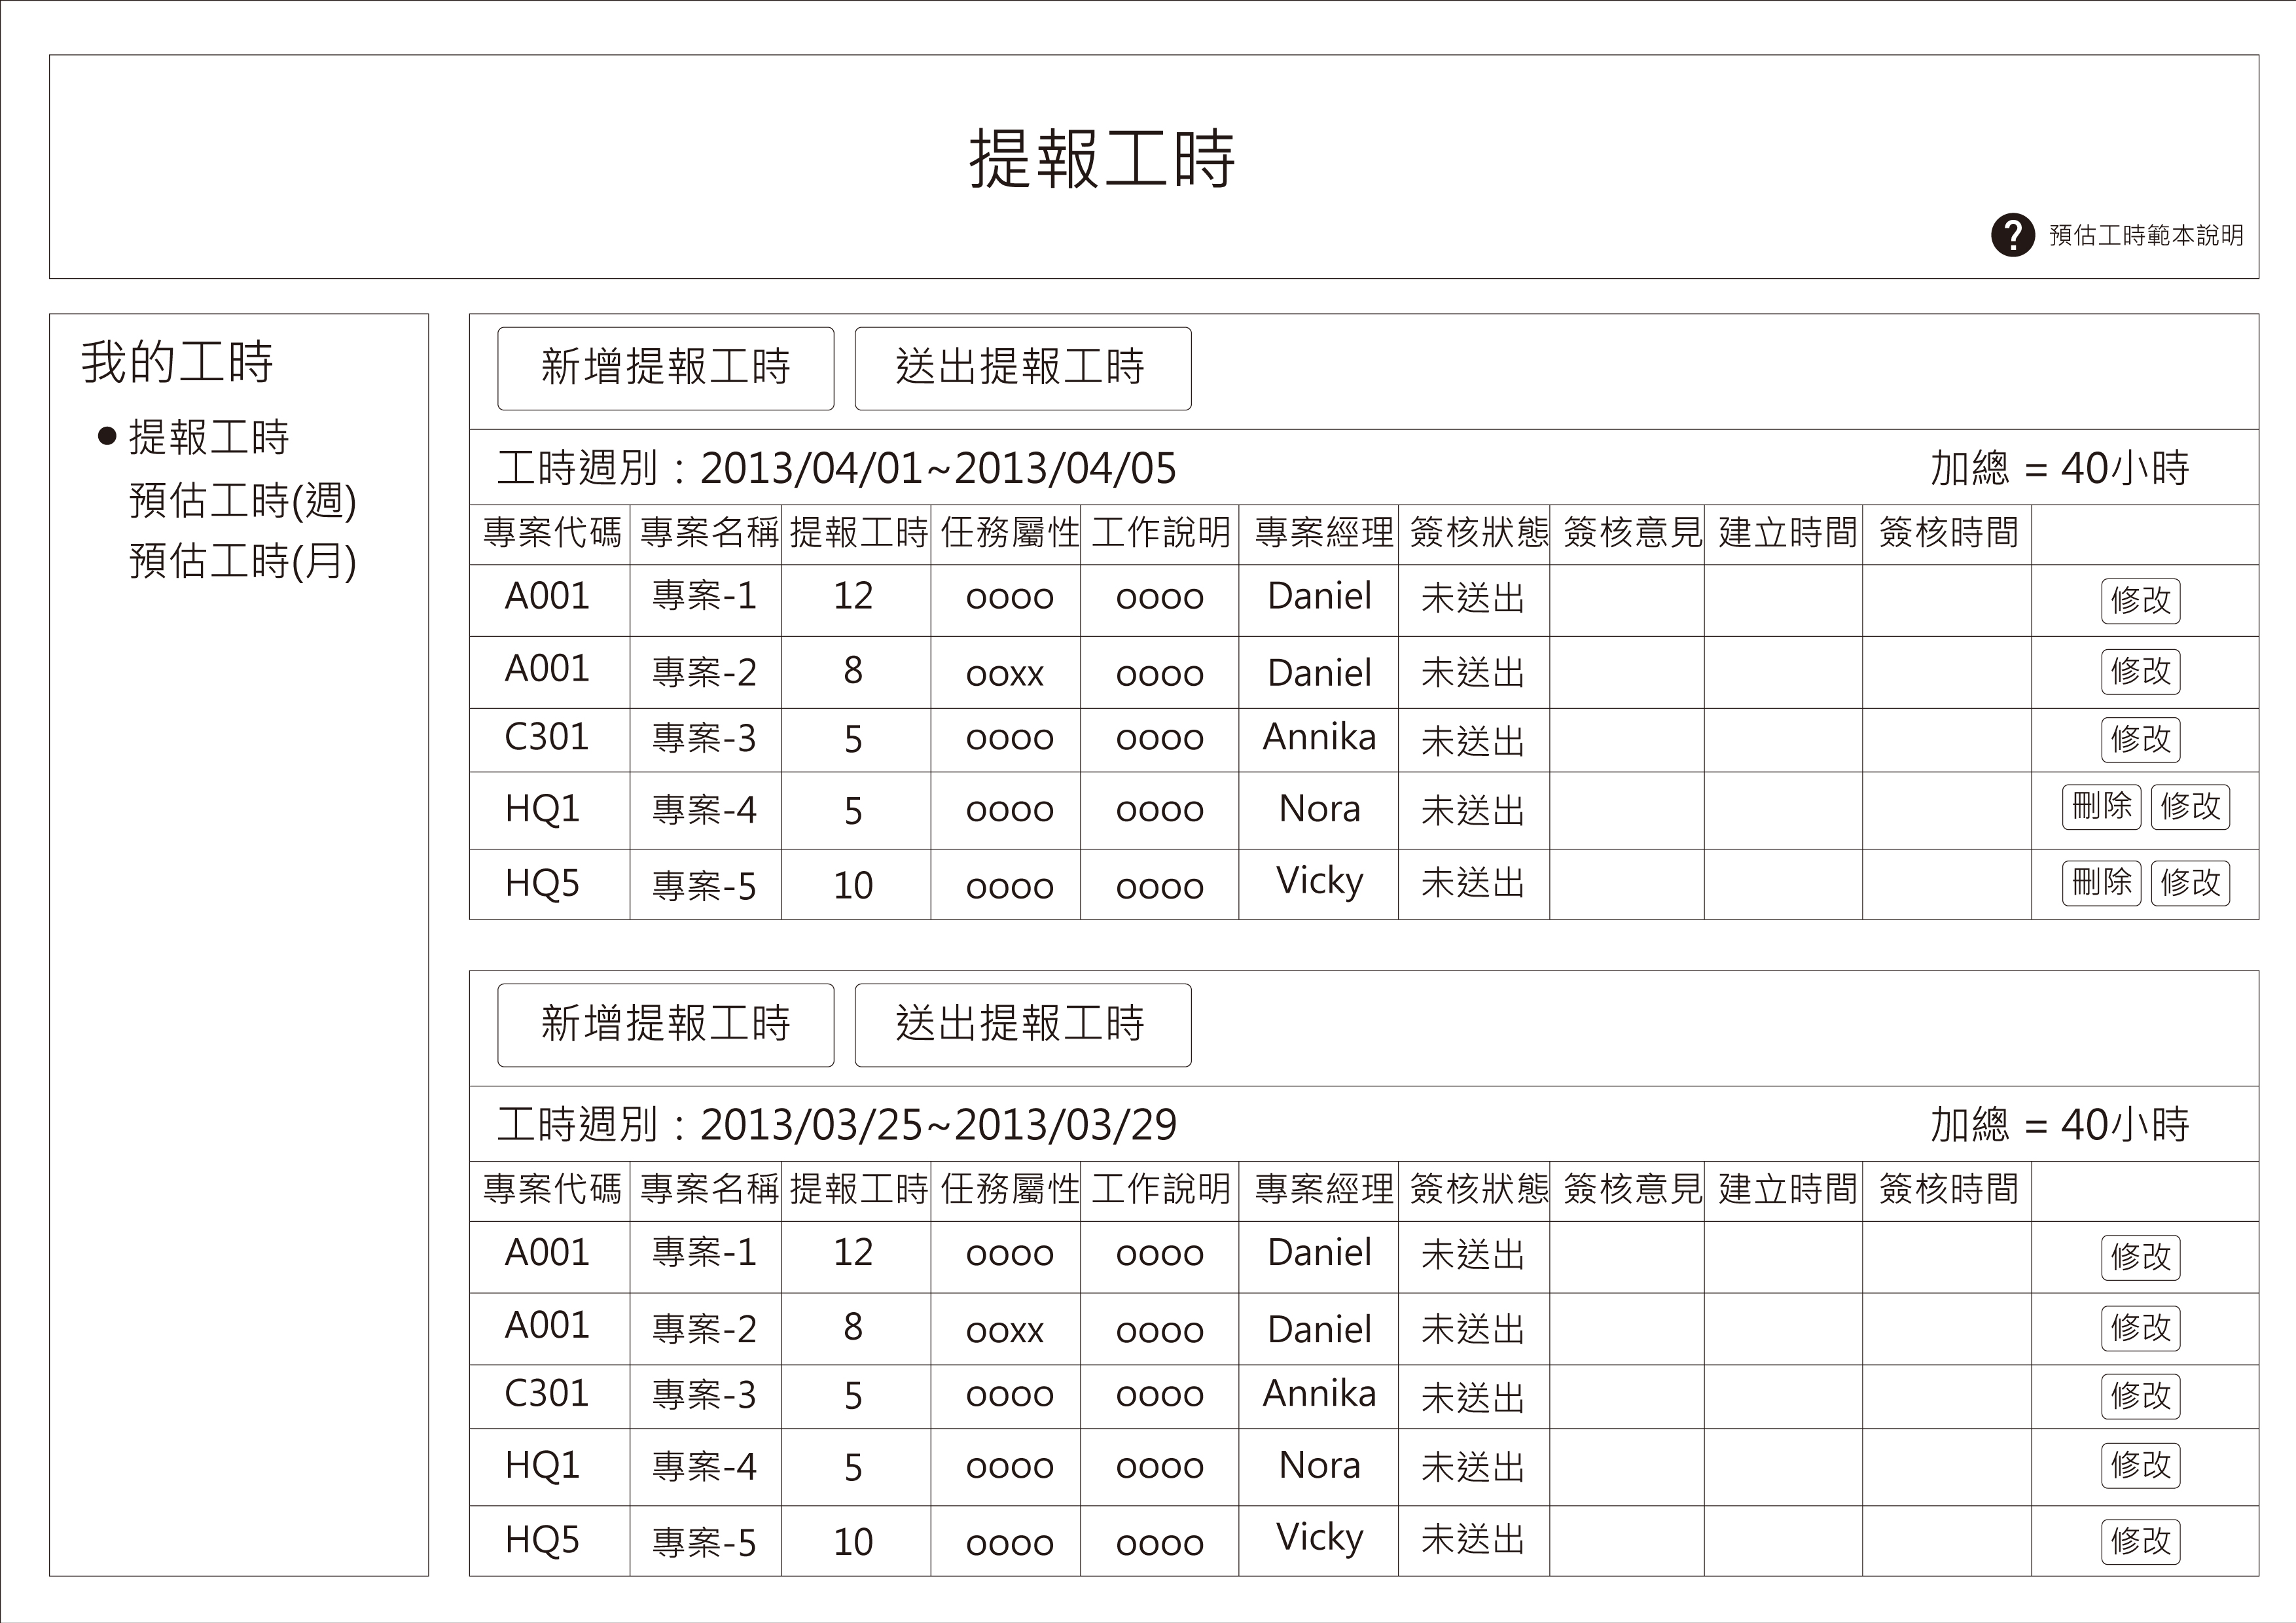 提報工時
? 預估工時範本說明
我的工時
● 提報工時
預估工時(週)
預估工時(月)
新增提報工時 送出提報工時
工時週別：2013/04/01~2013/04/05 加總 = 40小時
專案代碼 專案名稱 提報工時 任務屬性 工作說明 專案經理 簽核狀態 簽核意見 建立時間 簽核時間
A001 專案-1 12 oooo oooo Daniel 未送出 修改
A001 專案-2 8 ooxx oooo Daniel 未送出 修改
C301 專案-3 5 oooo oooo Annika 未送出 修改
HQ1 專案-4 5 oooo oooo Nora 未送出 刪除 修改
HQ5 專案-5 10 oooo oooo Vicky 未送出 刪除 修改
新增提報工時 送出提報工時
工時週別：2013/03/25~2013/03/29 加總 = 40小時
專案代碼 專案名稱 提報工時 任務屬性 工作說明 專案經理 簽核狀態 簽核意見 建立時間 簽核時間
A001 專案-1 12 oooo oooo Daniel 未送出 修改
A001 專案-2 8 ooxx oooo Daniel 未送出 修改
C301 專案-3 5 oooo oooo Annika 未送出 修改
HQ1 專案-4 5 oooo oooo Nora 未送出 修改
HQ5 專案-5 10 oooo oooo Vicky 未送出 修改